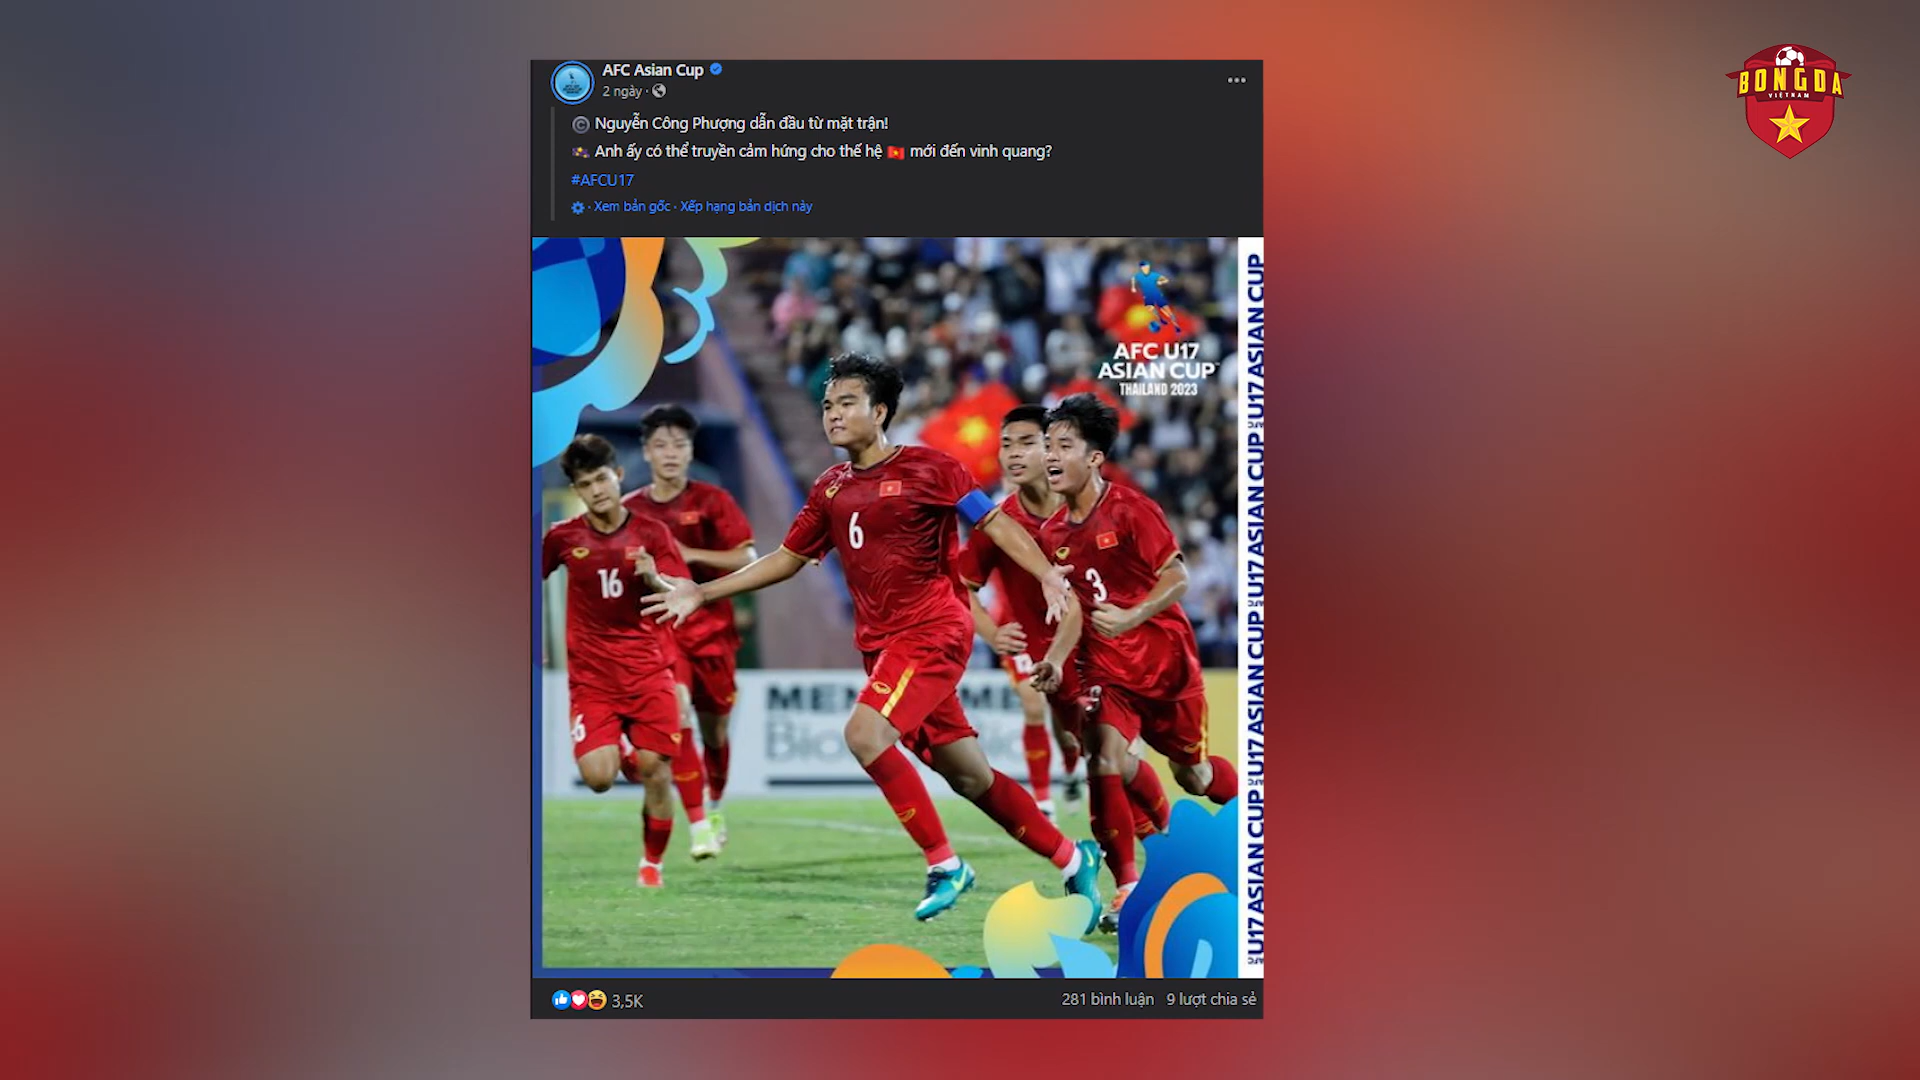 AFC Asian Cup
2 ngày ·
BONGDA
VIETNAM
© Nguyễn Công Phượng dẫn đầu từ mặt trận!
Anh ấy có thể truyền cảm hứng cho thế hệ 🇻🇳 mới đến vinh quang?
#AFCU17
· Xem bản gốc · Xếp hạng bản dịch này
AFC U17
ASIAN CUP
THAILAND 2023
6
16
3
6
3
U17 ASIAN CUP
U17 ASIAN CUP
U17 ASIAN CUP
U17 ASIAN CUP
3,5K
281 bình luận 9 lượt chia sẻ